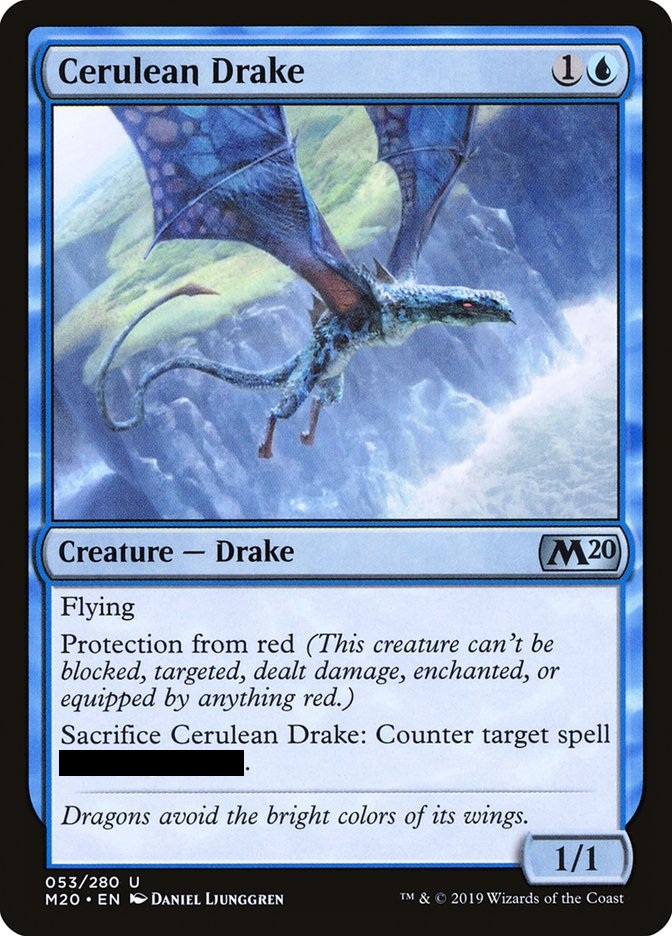 Cerulean Drake
1
Creature — Drake
M20
Flying
Protection from red (This creature can't be
blocked, targeted, dealt damage, enchanted, or
equipped by anything red.)
Sacrifice Cerulean Drake: Counter target spell
.
Dragons avoid the bright colors of its wings.
1/1
053/280 U
M20 • EN Daniel Ljunggren
™ & © 2019 Wizards of the Coast